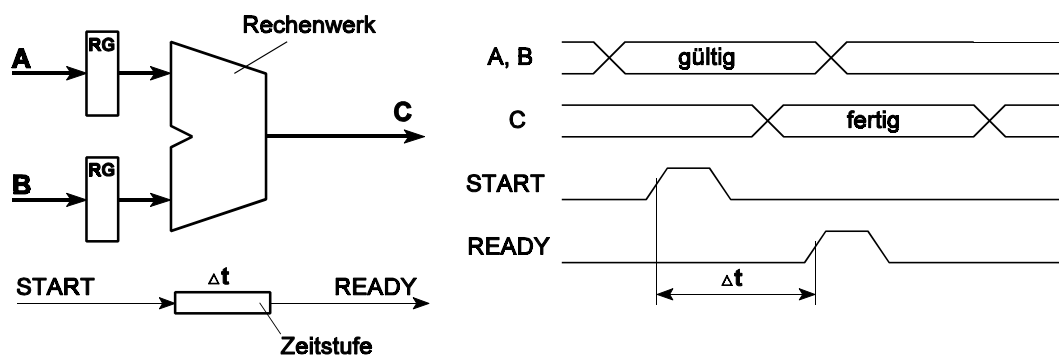 Rechenwerk
A
RG
C
B
RG
START
Δt
READY
Zeitstufe
A, B
gültig
C
fertig
START
READY
Δt